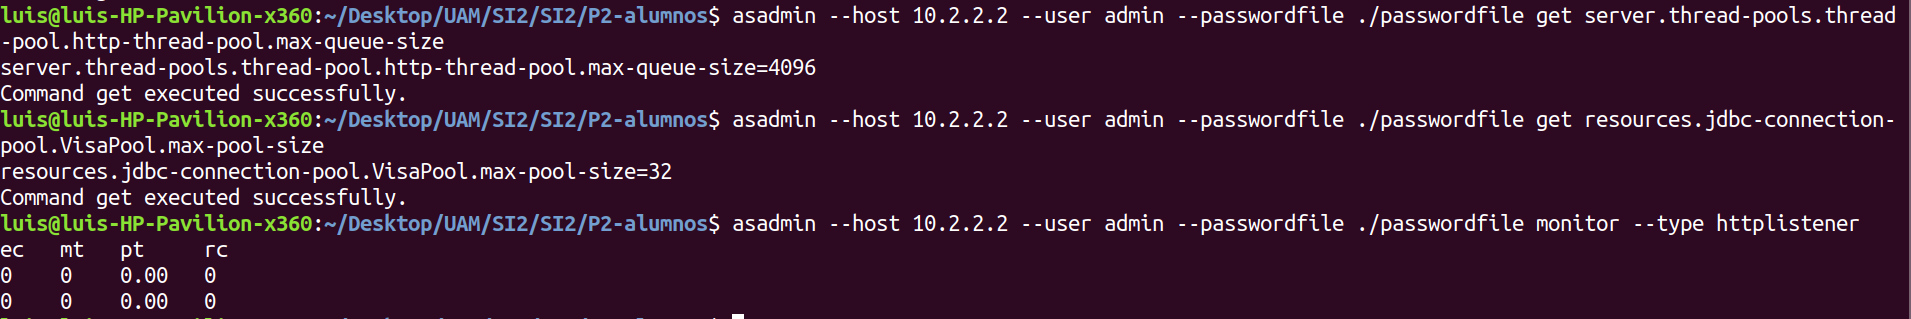 luis@luis-HP-Pavilion-x360:~/Desktop/UAM/SI2/SI2/P2-alumnos$ asadmin --host 10.2.2.2 --user admin --passwordfile ./passwordfile get server.thread-pools.thread
-pool.http-thread-pool.max-queue-size
server.thread-pools.thread-pool.http-thread-pool.max-queue-size=4096
Command get executed successfully.
luis@luis-HP-Pavilion-x360:~/Desktop/UAM/SI2/SI2/P2-alumnos$ asadmin --host 10.2.2.2 --user admin --passwordfile ./passwordfile get resources.jdbc-connection-
pool.VisaPool.max-pool-size
resources.jdbc-connection-pool.VisaPool.max-pool-size=32
Command get executed successfully.
luis@luis-HP-Pavilion-x360:~/Desktop/UAM/SI2/SI2/P2-alumnos$ asadmin --host 10.2.2.2 --user admin --passwordfile ./passwordfile monitor --type httplistener
ec mt pt rc
0 0 0.00 0
0 0 0.00 0